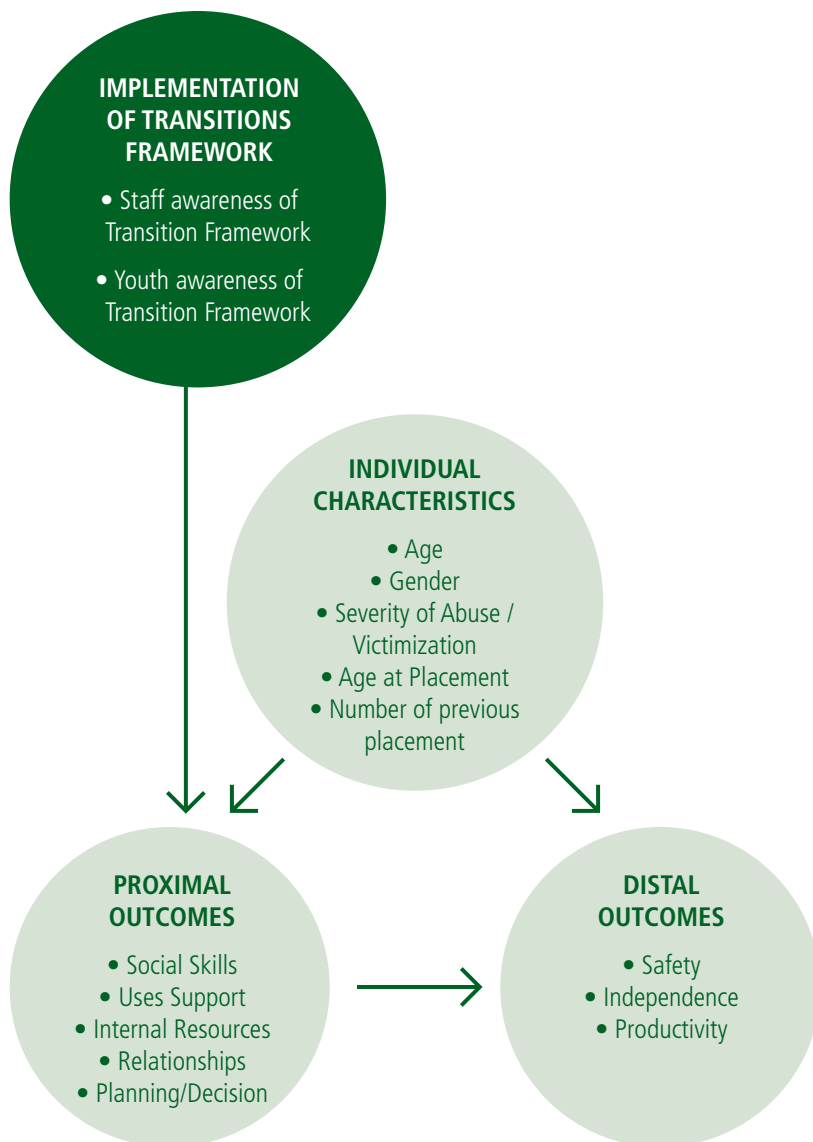 IMPLEMENTATION
OF TRANSITIONS
FRAMEWORK
• Staff awareness of
Transition Framework
• Youth awareness of
Transition Framework
INDIVIDUAL
CHARACTERISTICS
• Age
• Gender
• Severity of Abuse /
Victimization
• Age at Placement
• Number of previous
placement
PROXIMAL
OUTCOMES
• Social Skills
• Uses Support
• Internal Resources
• Relationships
• Planning/Decision
DISTAL
OUTCOMES
• Safety
• Independence
• Productivity